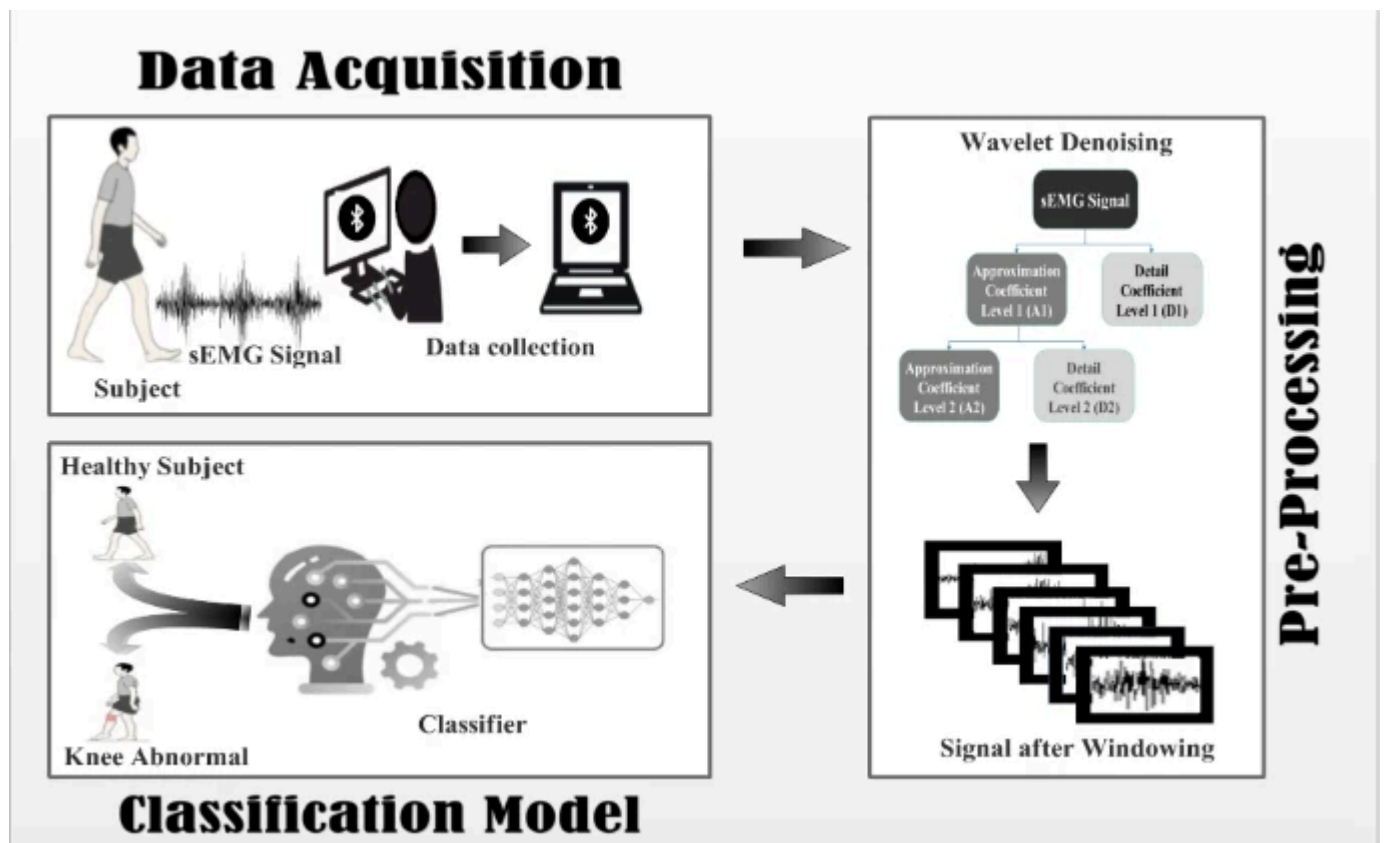 Data Acquisition
sEMG Signal
Data collection
Subject
Wavelet Denoising
sEMG Signal
Approximation
Coefficient
Level 1 (A1)
Detail
Coefficient
Level 1 (D1)
Approximation
Coefficient
Level 2 (A2)
Detail
Coefficient
Level 2 (D2)
Signal after Windowing
Pre-Processing
Healthy Subject
Classifier
Knee Abnormal
Classification Model